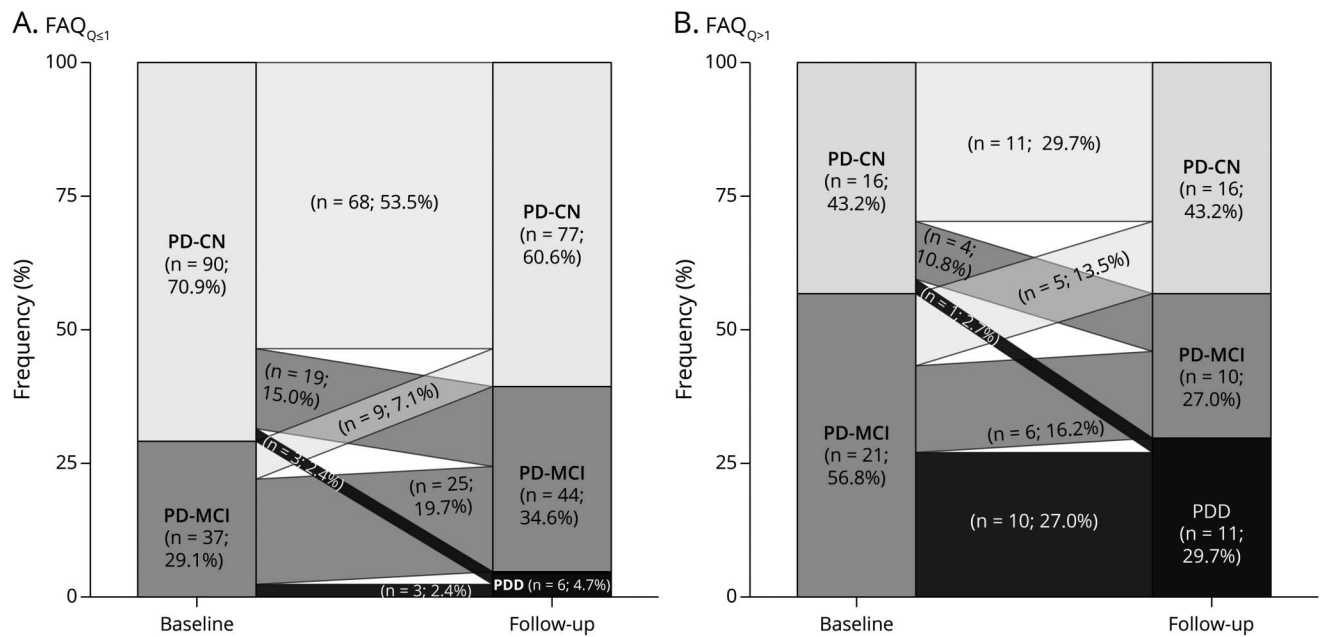 A. FAQQ≤1
100
75
50
25
0
Frequency (%)
PD-CN
(n = 90;
70.9%)
PD-MCI
(n = 37;
29.1%)
(n = 68; 53.5%)
(n = 19;
15.0%)
(n = 9; 7.1%)
(n = 3; 2.4%)
(n = 25;
19.7%)
(n = 3; 2.4%)
PD-CN
(n = 77;
60.6%)
PD-MCI
(n = 44;
34.6%)
PDD (n = 6; 4.7%)
Baseline
Follow-up
B. FAQQ>1
100
75
50
25
0
Frequency (%)
PD-CN
(n = 16;
43.2%)
PD-MCI
(n = 21;
56.8%)
(n = 11; 29.7%)
(n = 4;
10.8%)
(n = 5; 13.5%)
(n = 1; 2.7%)
(n = 6; 16.2%)
(n = 10; 27.0%)
PD-CN
(n = 16;
43.2%)
PD-MCI
(n = 10;
27.0%)
PDD
(n = 11;
29.7%)
Baseline
Follow-up